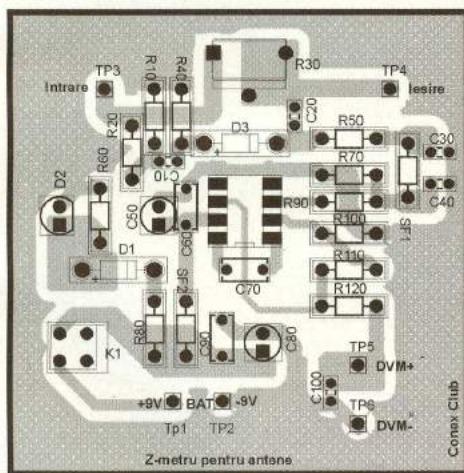 TP3
Intrare
R10
R40
R30
TP4
Iesire
R20
D3
C20
R50
C30
C10
R60
R70
D2
C50
C60
R90
C40
R100
SF1
D1
R110
C70
SF2
R120
R80
C90
C80
K1
TP5
DVM+
C100
+9V BAT -9V
Tp1
TP2
TP6
DVM-
Conex Club
Z-metru pentru antene